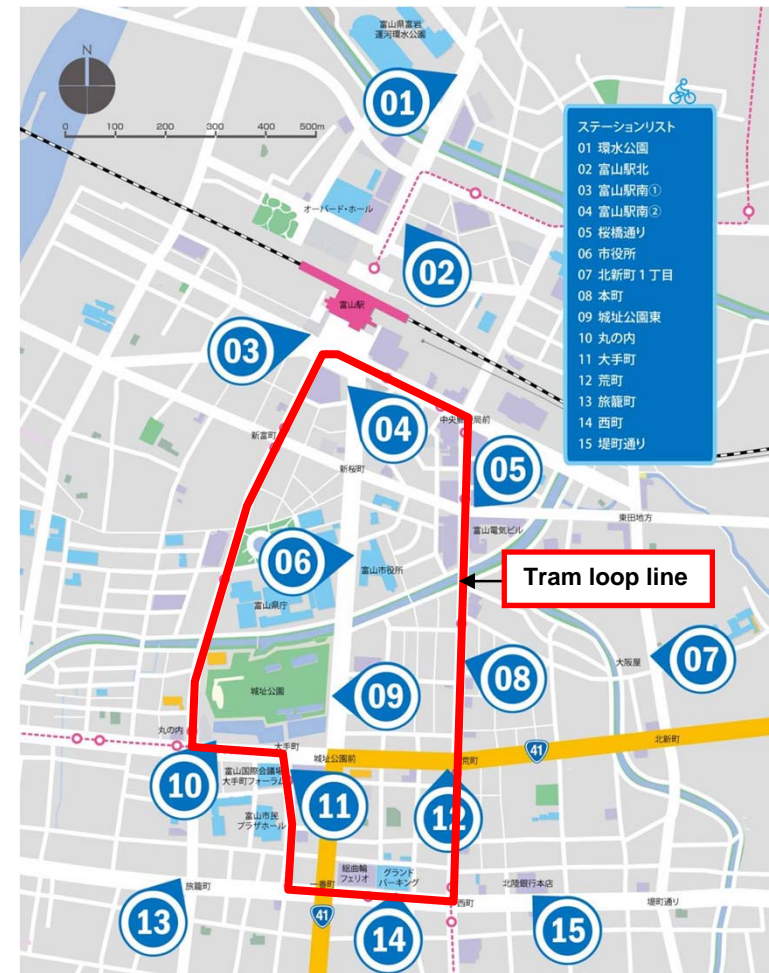 富山県富岩
運河環水公園
N
01
0 100 200 300 400 500m
ステーションリスト
01 環水公園
02 富山駅北
03 富山駅南①
04 富山駅南②
05 桜橋通り
06 市役所
07 北新町1丁目
08 本町
09 城址公園東
10 丸の内
11 大手町
12 荒町
13 旅籠町
14 西町
15 堤町通り
オーバード・ホール
02
富山駅
03
04
中央郵便局前
新富町
新桜町
05
東田地方
富山電気ビル
06
富山市役所
Tram loop line
富山県庁
大阪屋
07
08
城址公園
09
丸の内
大手町
北新町
41
城址公園前
荒町
10
富山国際会議場
大手町フォーラム
11
12
富山市民
プラザホール
総曲輪
フェリオ
グランド
パーキング
旅籠町
一番町
北陸銀行本店
西町
堤町通り
41
13
14
15